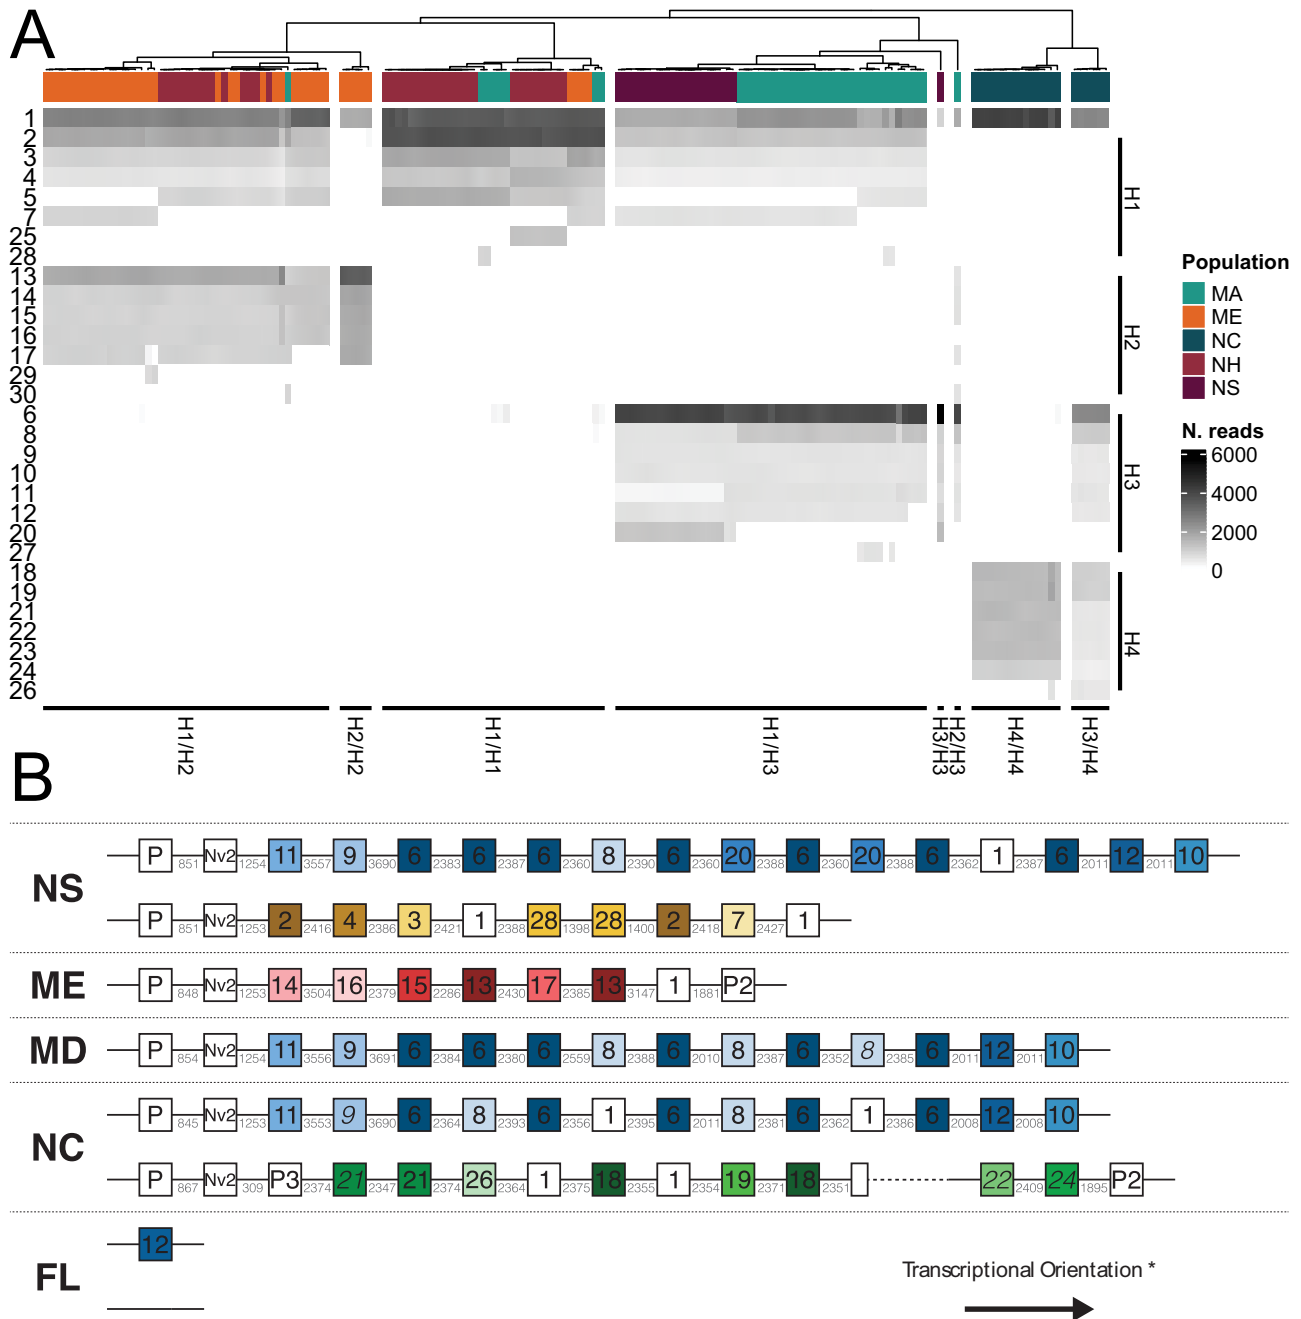 A
1
2
3
4
5
7
25
28
13
14
15
16
17
29
30
6
8
9
10
11
12
20
27
18
19
21
22
23
24
26
H1
H2
H3
H4
Population
MA
ME
NC
NH
NS
N. reads
6000
4000
2000
0
H1/H2
H2/H2
H1/H1
H1/H3
H3/H3
H2/H3
H4/H4
H3/H4
B
NS
P 851 Nv2 1254 11 3557 9 3690 6 2383 6 2387 6 2360 8 2390 6 2360 20 2388 6 2360 20 2388 6 2362 1 2387 6 2011 12 2011 10
P 851 Nv2 1253 2 2416 4 2386 3 2421 1 2388 28 1398 28 1400 2 2418 7 2427 1
ME
P 848 Nv2 1253 14 3504 16 2379 15 2286 13 2430 17 2385 13 3147 1 1881 P2
MD
P 854 Nv2 1254 11 3556 9 3691 6 2384 6 2380 6 2559 8 2388 6 2010 8 2387 6 2352 8 2385 6 2011 12 2011 10
NC
P 845 Nv2 1253 11 3553 9 3690 6 2364 8 2393 6 2356 1 2395 6 2011 8 2381 6 2362 1 2386 6 2008 12 2008 10
P 867 Nv2 309 P3 2374 21 2347 21 2374 26 2364 1 2375 18 2355 1 2354 19 2371 18 2351 22 2409 24 1895 P2
FL
12
Transcriptional Orientation *